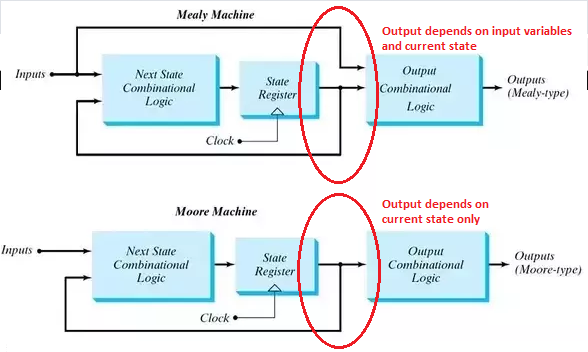 Mealy Machine
Output depends on input variables
and current state
Inputs
Next State
Combinational
Logic
State
Register
Output
Combinational
Logic
Outputs
(Mealy-type)
Clock
Moore Machine
Output depends on
current state only
Inputs
Next State
Combinational
Logic
State
Register
Output
Combinational
Logic
Outputs
(Moore-type)
Clock